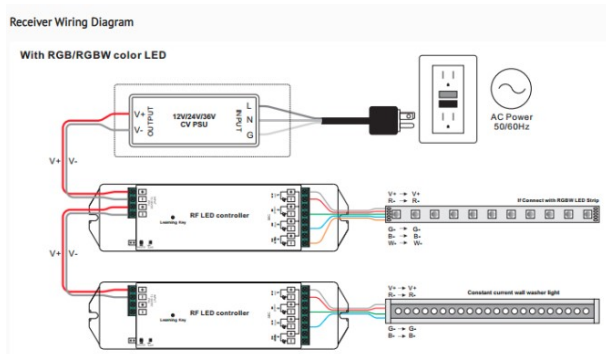 Receiver Wiring Diagram
With RGB/RGBW color LED
V+
V-
OUTPUT
12V/24V/36V
CV PSU
INPUT
L
N
G
AC Power
50/60Hz
V+ V-
RF LED controller
Learning Key
V+ → V+
R- → R-
If Connect with RGBW LED Strip
G- → G-
B- → B-
W- → W-
V+ V-
RF LED controller
Learning Key
V+ → V+
R- → R-
Constant current wall washer light
G- → G-
B- → B-